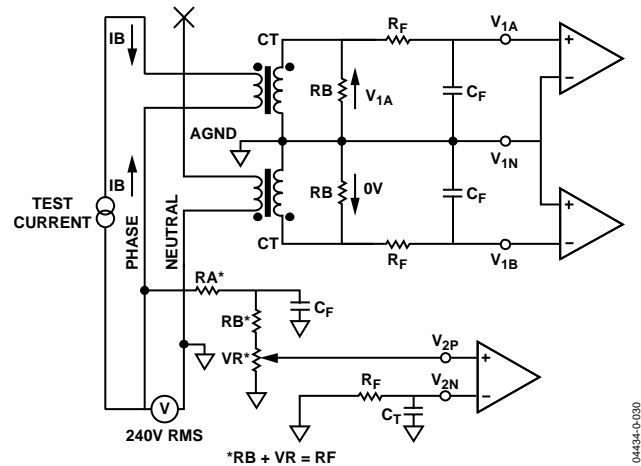 IB
CT
RF
V1A
RB
V1A
CF
AGND
V1N
IB
TEST
CURRENT
PHASE
NEUTRAL
RB
0V
CF
CT
RF
V1B
RA*
CF
RB*
VR*
V2P
RF
V2N
CT
V
240V RMS
*RB + VR = RF
04434-0-030
+
–
+
–
+
–